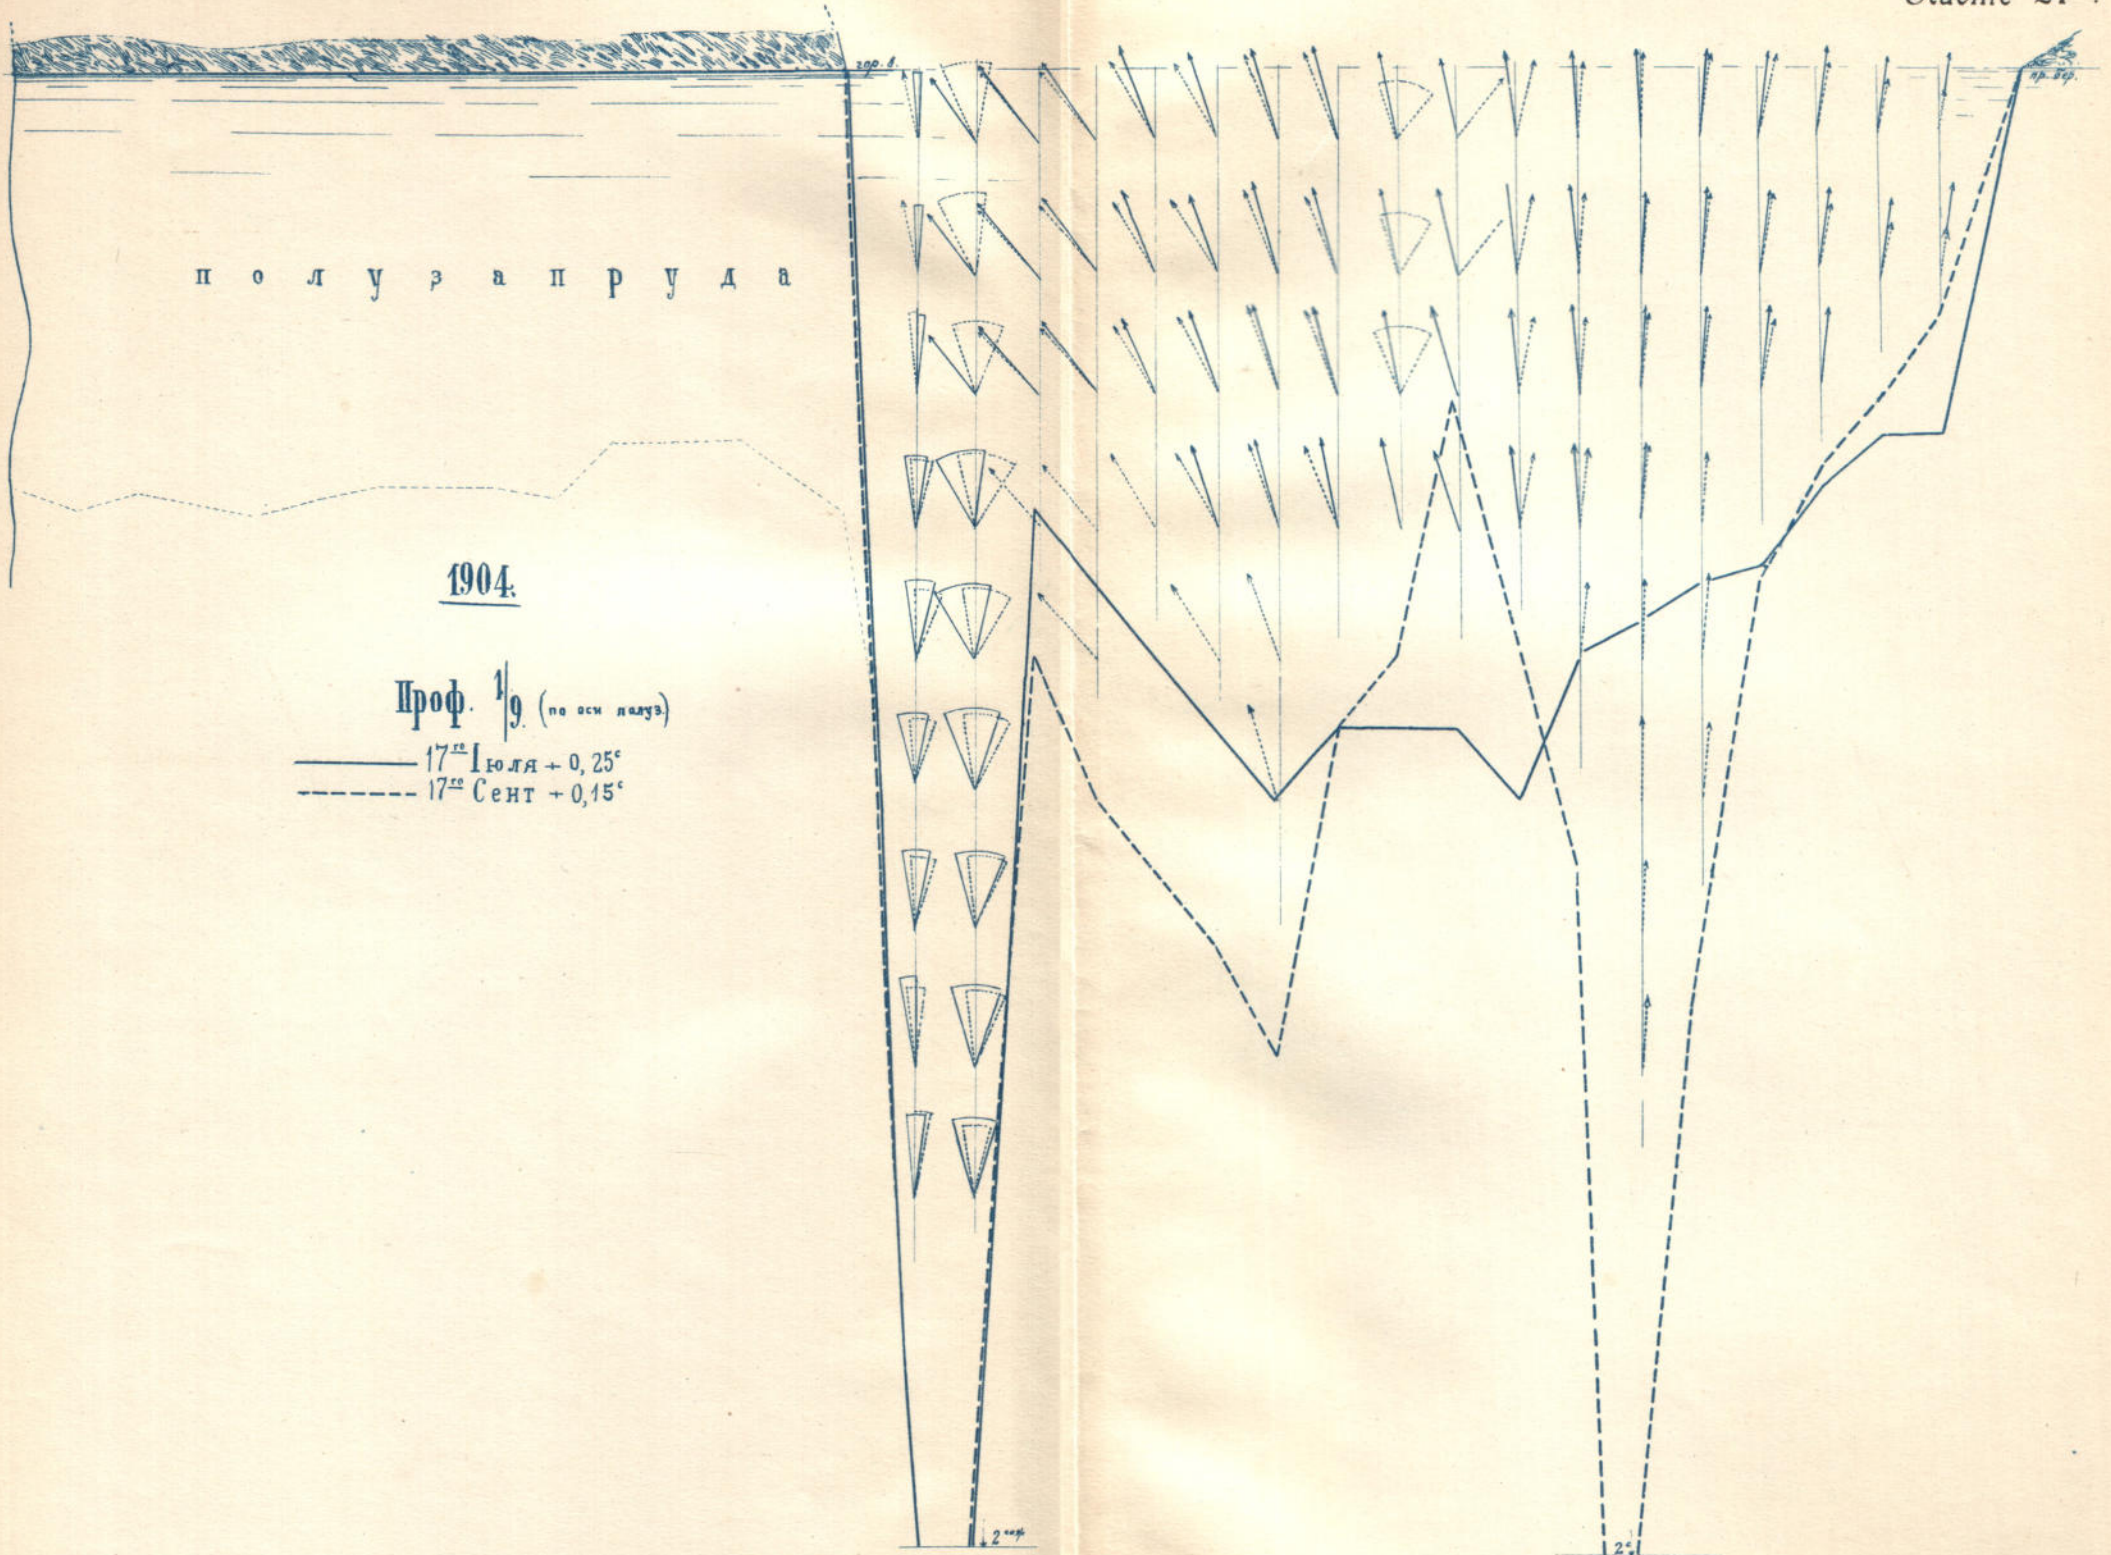 гор. в.
пр. бер.
полузапруда
1904.
Проф. 1/9. (по оси полуз.)
17го Іюля + 0,25с
17го Сент + 0,15с
2 саж
2с